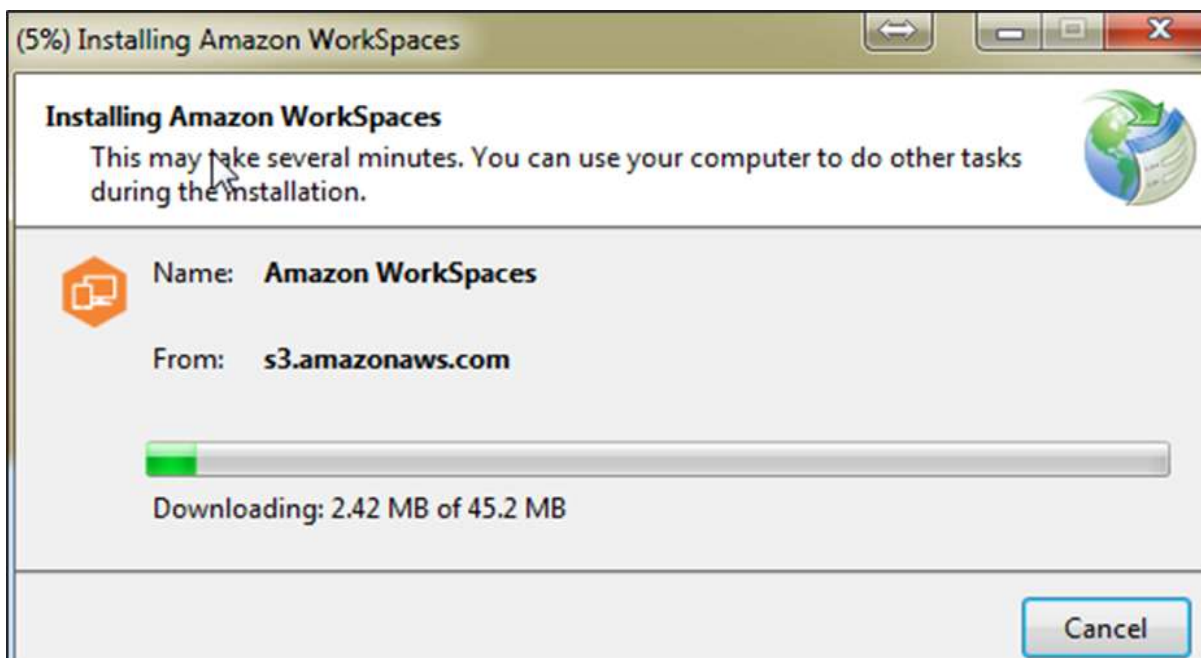 (5%) Installing Amazon WorkSpaces
Installing Amazon WorkSpaces
This may take several minutes. You can use your computer to do other tasks
during the installation.
Name: Amazon WorkSpaces
From: s3.amazonaws.com
Downloading: 2.42 MB of 45.2 MB
Cancel